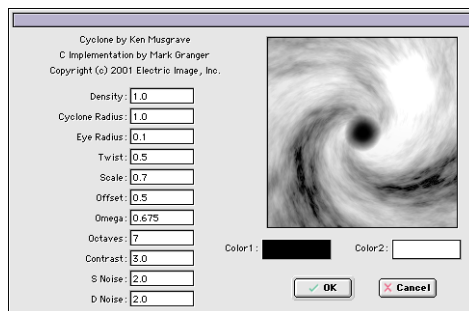 Cyclone by Ken Musgrave
C Implementation by Mark Granger
Copyright (c) 2001 Electric Image, Inc.
Density: 1.0
Cyclone Radius: 1.0
Eye Radius: 0.1
Twist: 0.5
Scale: 0.7
Offset: 0.5
Omega: 0.675
Octaves: 7
Contrast: 3.0
S Noise: 2.0
D Noise: 2.0
Color1: Color2:
OK Cancel